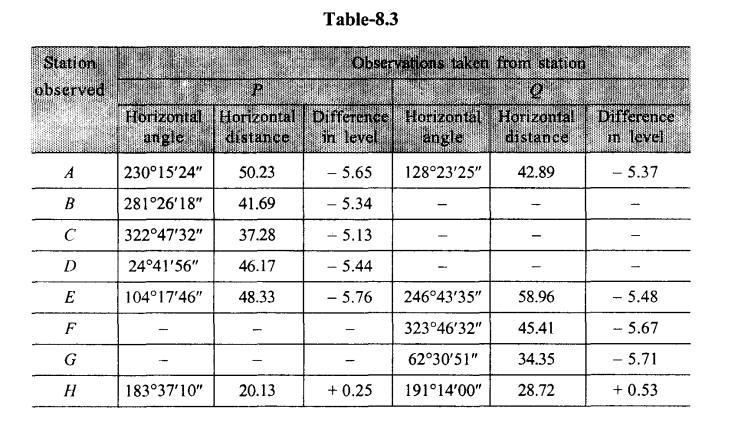 Table-8.3
Station observed Observations taken from station
P Q
Horizontal angle Horizontal distance Difference in level Horizontal angle Horizontal distance Difference in level
A 230°15′24″ 50.23 – 5.65 128°23′25″ 42.89 – 5.37
B 281°26′18″ 41.69 – 5.34 – – –
C 322°47′32″ 37.28 – 5.13 – – –
D 24°41′56″ 46.17 – 5.44 – – –
E 104°17′46″ 48.33 – 5.76 246°43′35″ 58.96 – 5.48
F – – – 323°46′32″ 45.41 – 5.67
G – – – 62°30′51″ 34.35 – 5.71
H 183°37′10″ 20.13 + 0.25 191°14′00″ 28.72 + 0.53